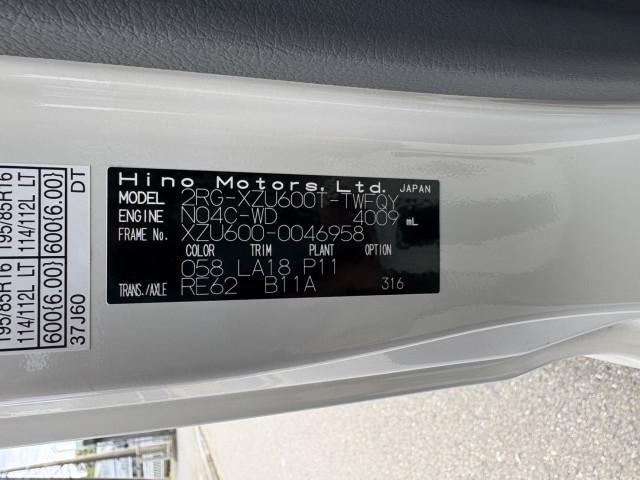 Hino Motors, Ltd. JAPAN
MODEL 2RG-XZU600T-TWFQY
ENGINE N04C-WD 4009 mL
FRAME No. XZU600-0046958
COLOR TRIM PLANT OPTION
058 LA18 P11
TRANS./AXLE RE62 B11A 316
195/85R16 195/85R16
114/112L LT 114/112L LT
600{6.00} 600{6.00}
37J60 DT